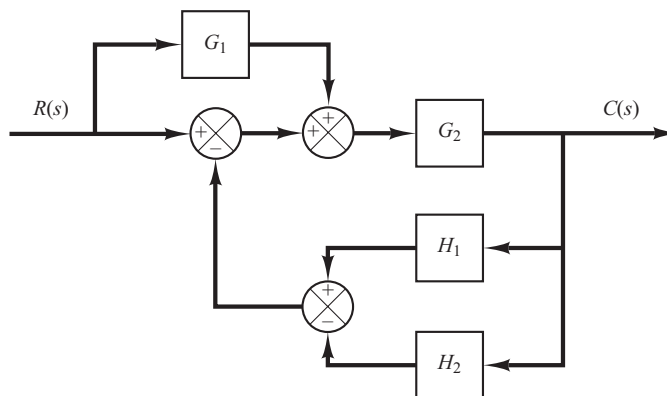 G1
R(s)
C(s)
+
+
+
+
−
G2
H1
+
−
H2